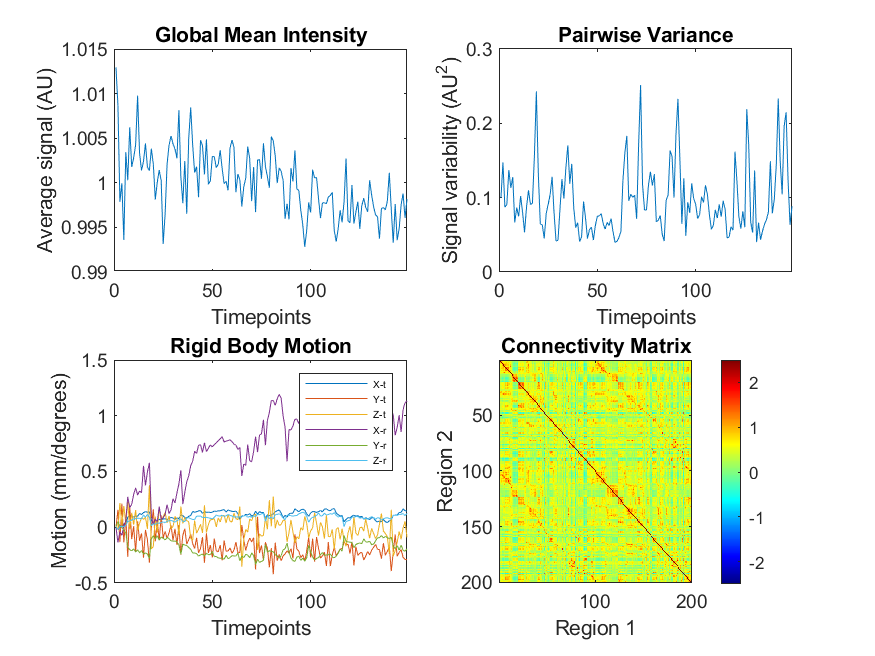 Global Mean Intensity
Average signal (AU)
1.015
1.01
1.005
1
0.995
0.99
0
50
100
Timepoints
Pairwise Variance
Signal variability (AU²)
0.3
0.2
0.1
0
0
50
100
Timepoints
Rigid Body Motion
Motion (mm/degrees)
1.5
1
0.5
0
-0.5
0
50
100
Timepoints
X-t
Y-t
Z-t
X-r
Y-r
Z-r
Connectivity Matrix
Region 2
50
100
150
200
100
200
Region 1
2
1
0
-1
-2